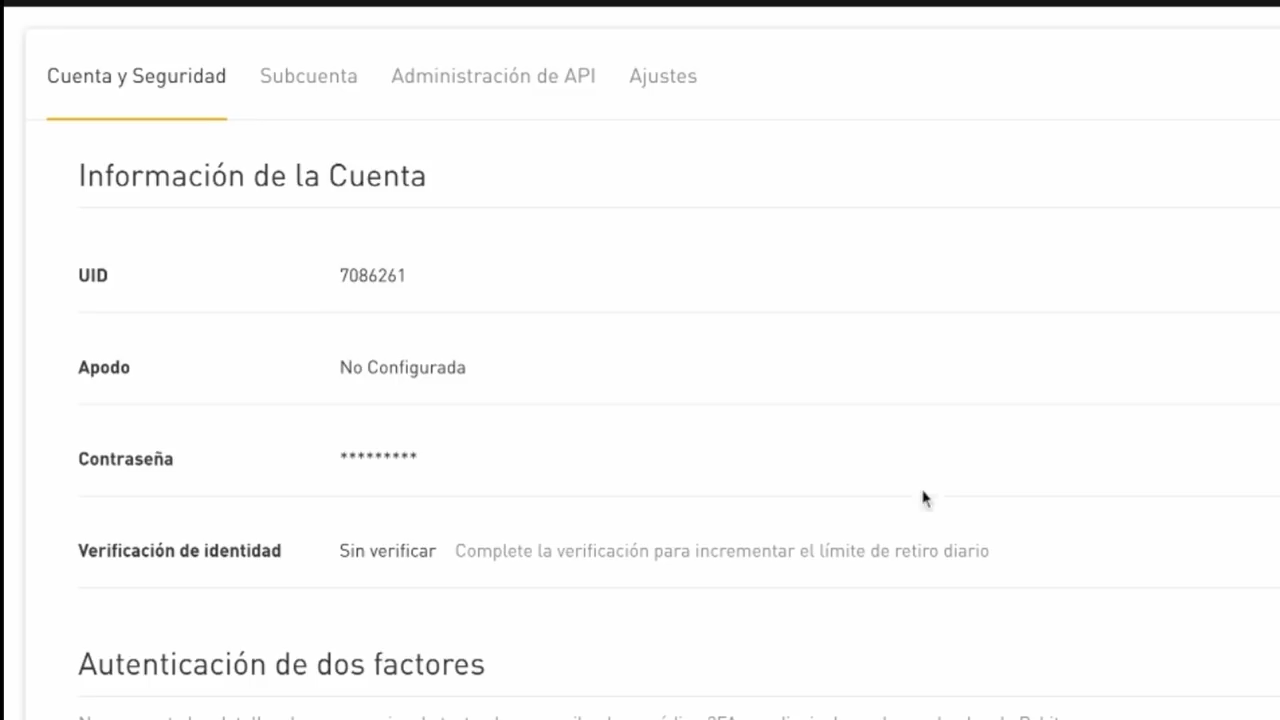 Cuenta y Seguridad Subcuenta Administración de API Ajustes
Información de la Cuenta
UID 7086261
Apodo No Configurada
Contraseña *********
Verificación de identidad Sin verificar Complete la verificación para incrementar el límite de retiro diario
Autenticación de dos factores